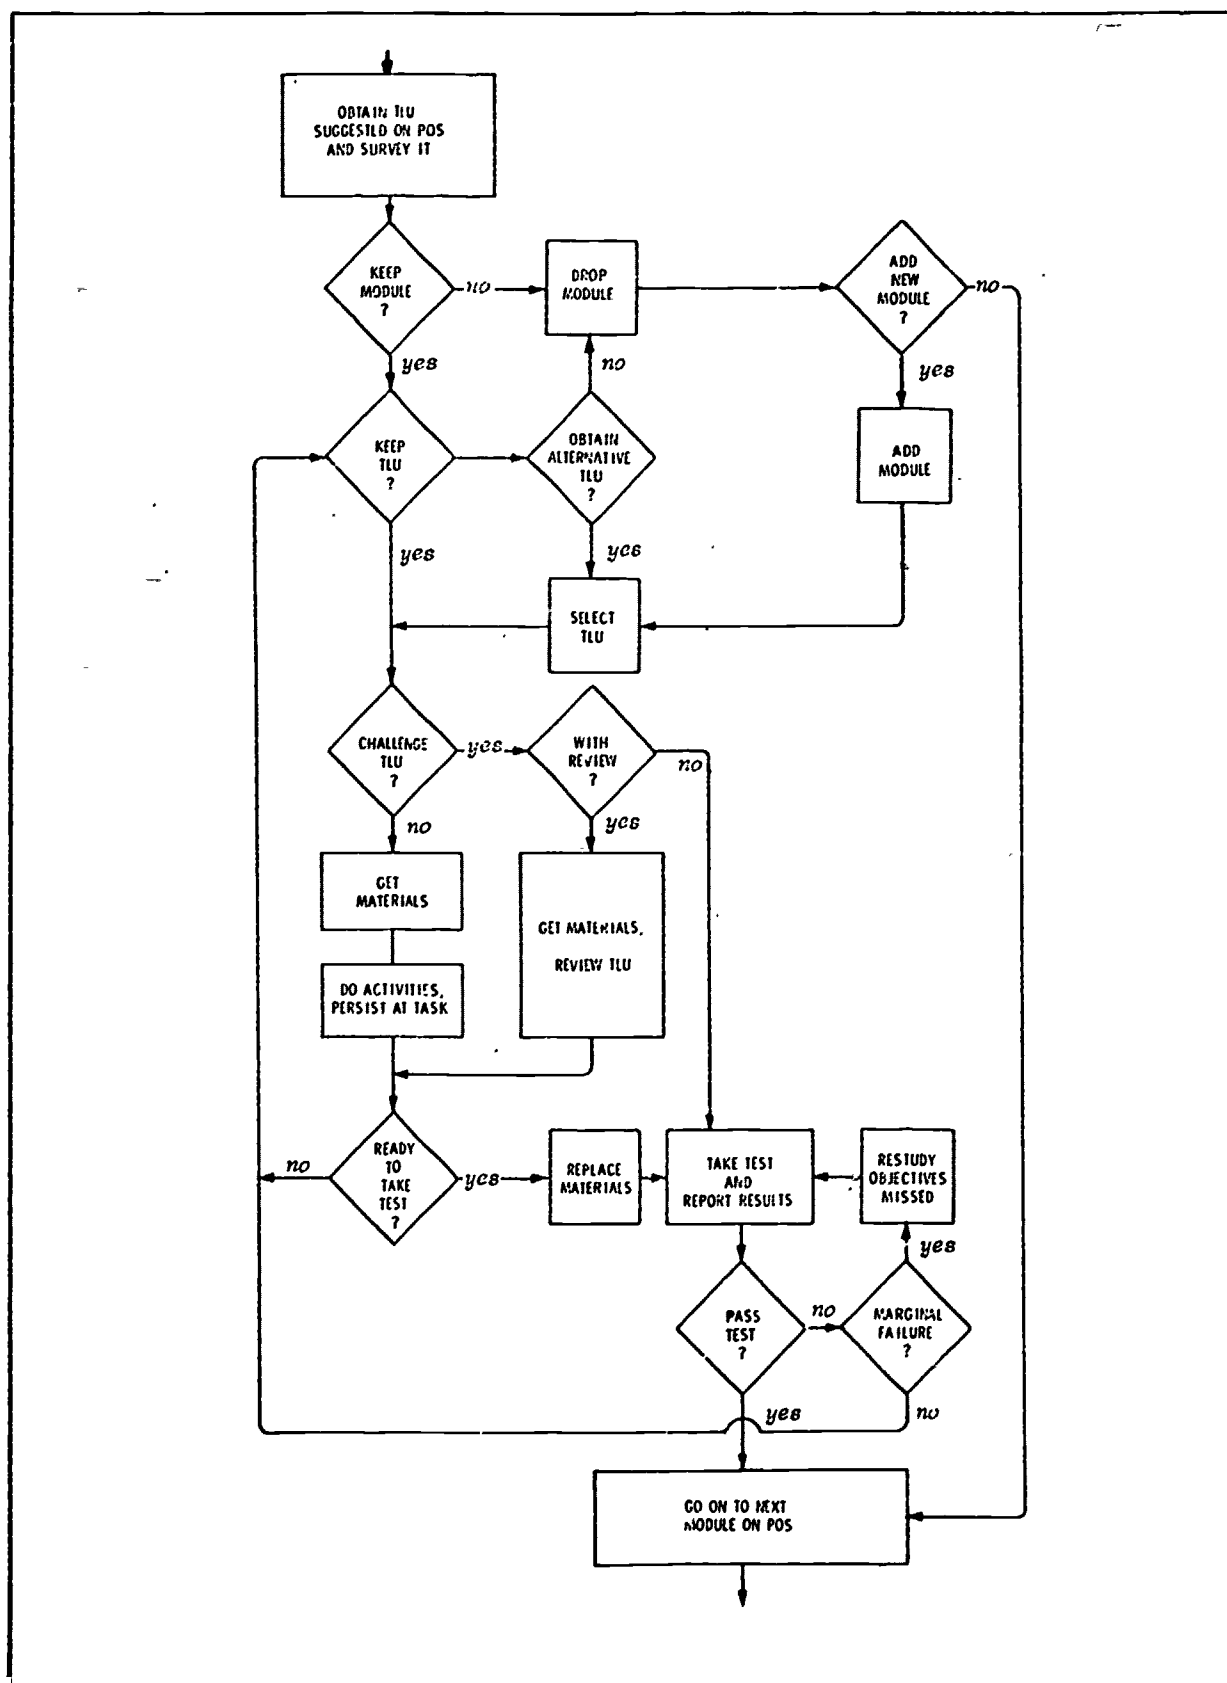 OBTAIN TLU
SUGGESTED ON POS
AND SURVEY IT
KEEP
MODULE
?
no
DROP
MODULE
ADD
NEW
MODULE
?
no
yes
no
yes
KEEP
TLU
?
OBTAIN
ALTERNATIVE
TLU
?
ADD
MODULE
yes
yes
SELECT
TLU
CHALLENGE
TLU
?
yes
WITH
REVIEW
?
no
no
yes
GET
MATERIALS
GET MATERIALS,
REVIEW TLU
DO ACTIVITIES,
PERSIST AT TASK
READY
TO
TAKE
TEST
?
no
yes
REPLACE
MATERIALS
TAKE TEST
AND
REPORT RESULTS
RESTUDY
OBJECTIVES
MISSED
yes
PASS
TEST
?
no
MARGINAL
FAILURE
?
yes
no
GO ON TO NEXT
MODULE ON POS